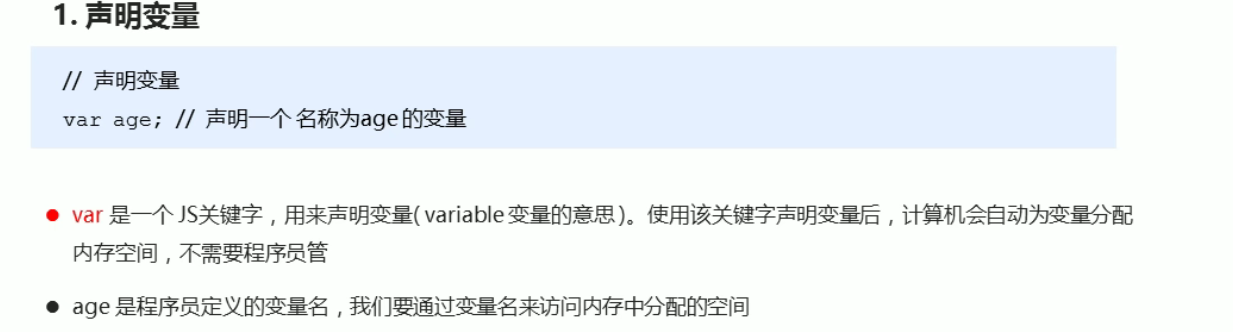 1. 声明变量
// 声明变量
var age; // 声明一个 名称为age 的变量
● var 是一个 JS关键字，用来声明变量( variable 变量的意思 )。使用该关键字声明变量后，计算机会自动为变量分配
内存空间，不需要程序员管
● age 是程序员定义的变量名，我们要通过变量名来访问内存中分配的空间